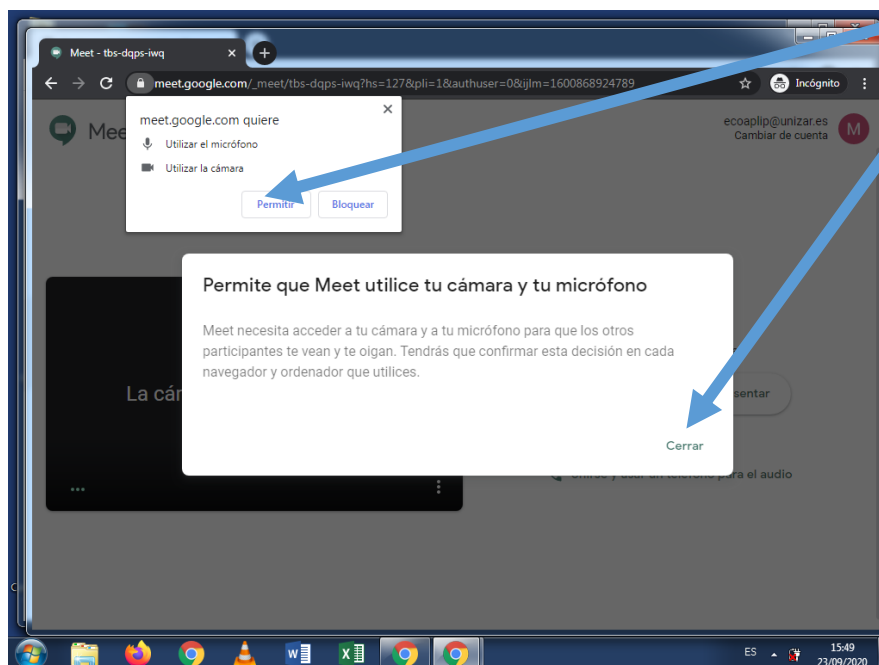 Meet - tbs-dqps-iwq
meet.google.com/_meet/tbs-dqps-iwq?hs=127&pli=1&authuser=0&ijlm=1600868924789
Incógnito
Mee
ecoaplip@unizar.es
Cambiar de cuenta
M
meet.google.com quiere
Utilizar el micrófono
Utilizar la cámara
Permitir
Bloquear
Permite que Meet utilice tu cámara y tu micrófono
Meet necesita acceder a tu cámara y a tu micrófono para que los otros
participantes te vean y te oigan. Tendrás que confirmar esta decisión en cada
navegador y ordenador que utilices.
La cár
sentar
Cerrar
para el audio
ES
15:49
23/09/2020